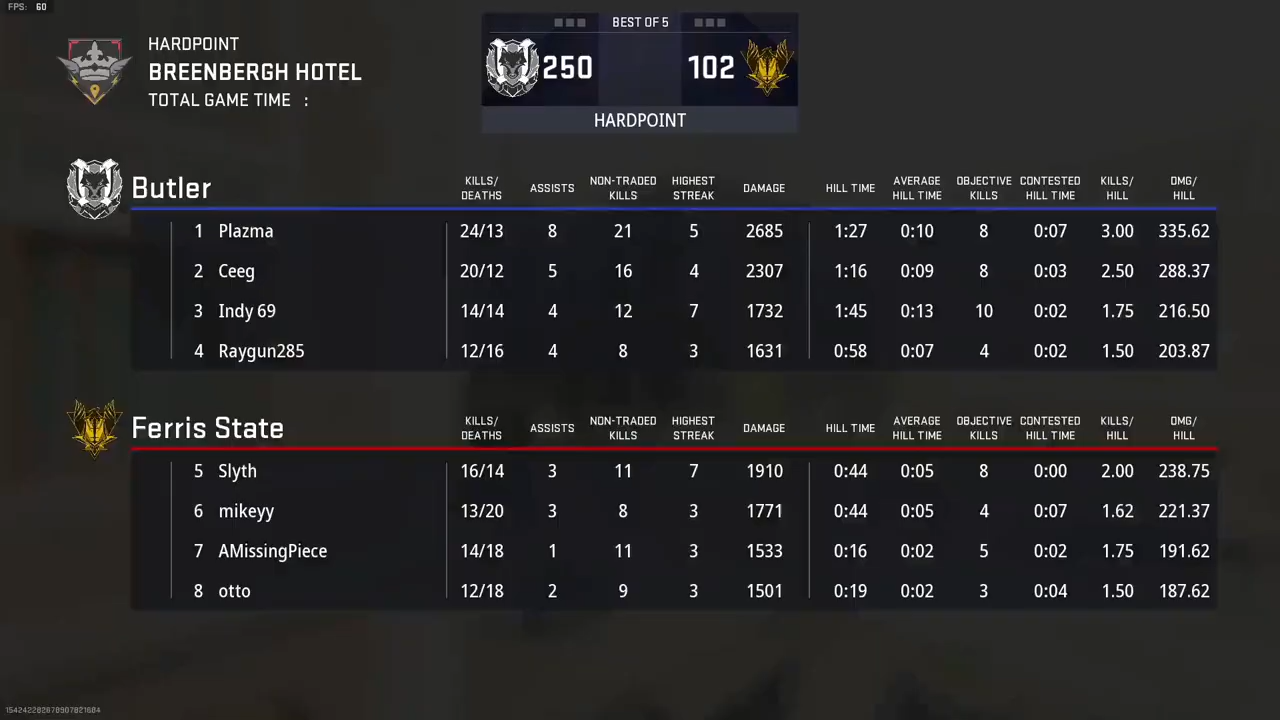 FPS: 60
BEST OF 5
HARDPOINT
BREENBERGH HOTEL
TOTAL GAME TIME :
250 102
HARDPOINT
Butler KILLS/DEATHS ASSISTS NON-TRADED KILLS HIGHEST STREAK DAMAGE HILL TIME AVERAGE HILL TIME OBJECTIVE KILLS CONTESTED HILL TIME KILLS/HILL DMG/HILL
1 Plazma 24/13 8 21 5 2685 1:27 0:10 8 0:07 3.00 335.62
2 Ceeg 20/12 5 16 4 2307 1:16 0:09 8 0:03 2.50 288.37
3 Indy 69 14/14 4 12 7 1732 1:45 0:13 10 0:02 1.75 216.50
4 Raygun285 12/16 4 8 3 1631 0:58 0:07 4 0:02 1.50 203.87
Ferris State KILLS/DEATHS ASSISTS NON-TRADED KILLS HIGHEST STREAK DAMAGE HILL TIME AVERAGE HILL TIME OBJECTIVE KILLS CONTESTED HILL TIME KILLS/HILL DMG/HILL
5 Slyth 16/14 3 11 7 1910 0:44 0:05 8 0:00 2.00 238.75
6 mikeyy 13/20 3 8 3 1771 0:44 0:05 4 0:07 1.62 221.37
7 AMissingPiece 14/18 1 11 3 1533 0:16 0:02 5 0:02 1.75 191.62
8 otto 12/18 2 9 3 1501 0:19 0:02 3 0:04 1.50 187.62